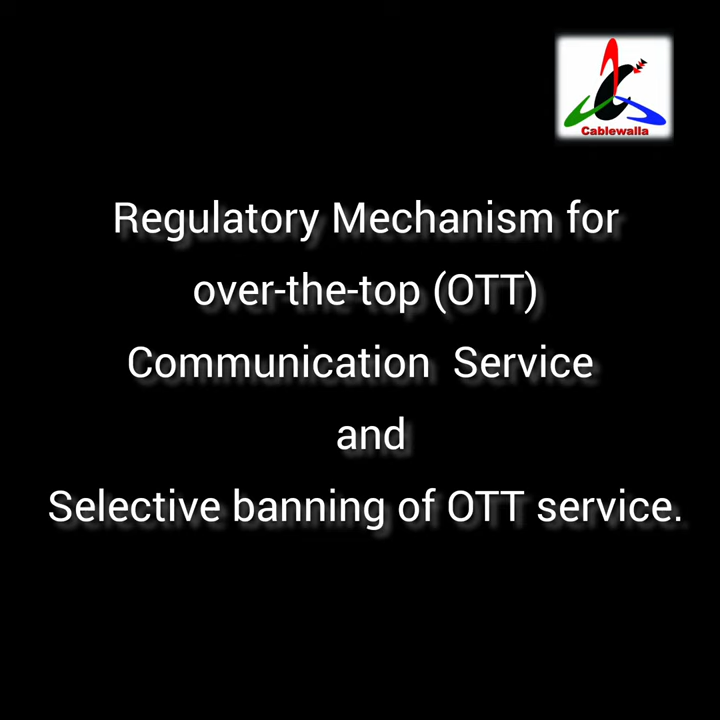 Cablewalla
Regulatory Mechanism for
over-the-top (OTT)
Communication Service
and
Selective banning of OTT service.